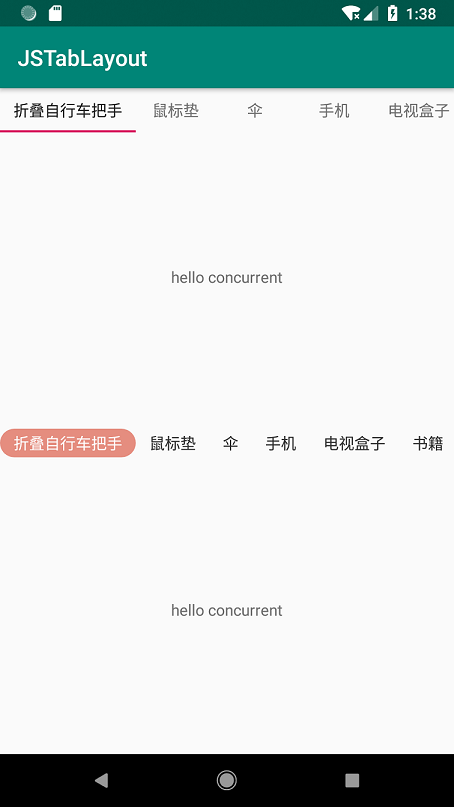 1:38
JSTabLayout
折叠自行车把手 鼠标垫 伞 手机 电视盒子
hello concurrent
折叠自行车把手 鼠标垫 伞 手机 电视盒子 书籍
hello concurrent